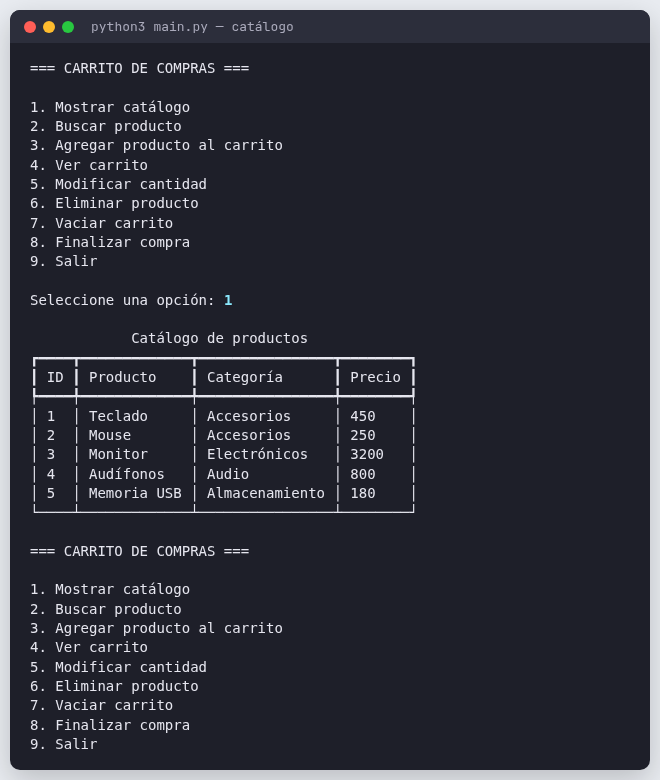 python3 main.py — catálogo
=== CARRITO DE COMPRAS ===
1. Mostrar catálogo
2. Buscar producto
3. Agregar producto al carrito
4. Ver carrito
5. Modificar cantidad
6. Eliminar producto
7. Vaciar carrito
8. Finalizar compra
9. Salir
Seleccione una opción: 1
Catálogo de productos
ID Producto Categoría Precio
1 Teclado Accesorios 450
2 Mouse Accesorios 250
3 Monitor Electrónicos 3200
4 Audífonos Audio 800
5 Memoria USB Almacenamiento 180
=== CARRITO DE COMPRAS ===
1. Mostrar catálogo
2. Buscar producto
3. Agregar producto al carrito
4. Ver carrito
5. Modificar cantidad
6. Eliminar producto
7. Vaciar carrito
8. Finalizar compra
9. Salir